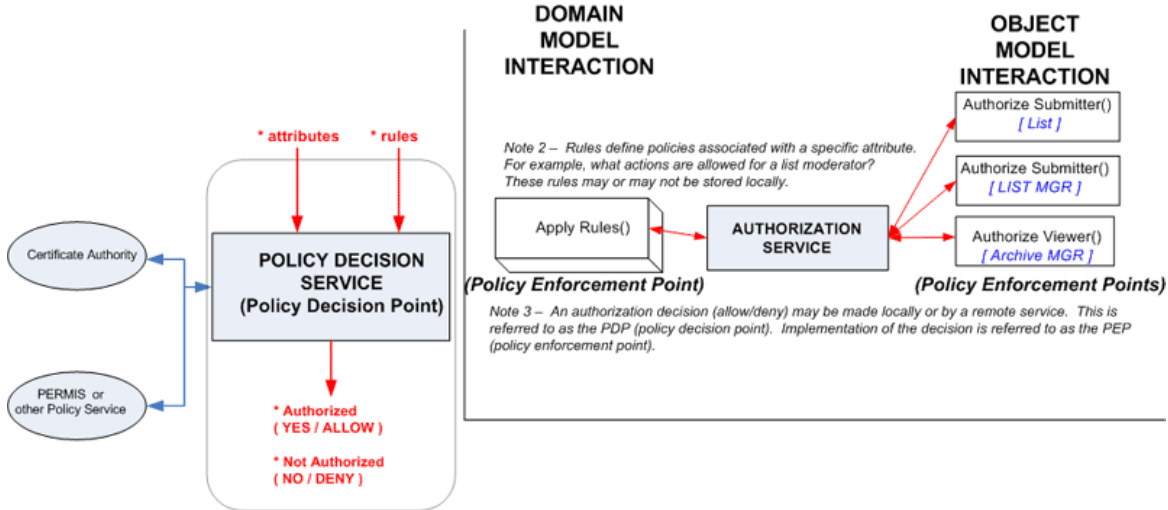 DOMAIN
MODEL
INTERACTION
OBJECT
MODEL
INTERACTION
* attributes
* rules
Certificate Authority
PERMIS or
other Policy Service
POLICY DECISION
SERVICE
(Policy Decision Point)
* Authorized
( YES / ALLOW )
* Not Authorized
( NO / DENY )
Note 2 – Rules define policies associated with a specific attribute.
For example, what actions are allowed for a list moderator?
These rules may or may not be stored locally.
Apply Rules()
(Policy Enforcement Point)
AUTHORIZATION
SERVICE
Authorize Submitter()
[ List ]
Authorize Submitter()
[ LIST MGR ]
Authorize Viewer()
[ Archive MGR ]
(Policy Enforcement Points)
Note 3 – An authorization decision (allow/deny) may be made locally or by a remote service. This is
referred to as the PDP (policy decision point). Implementation of the decision is referred to as the PEP
(policy enforcement point).